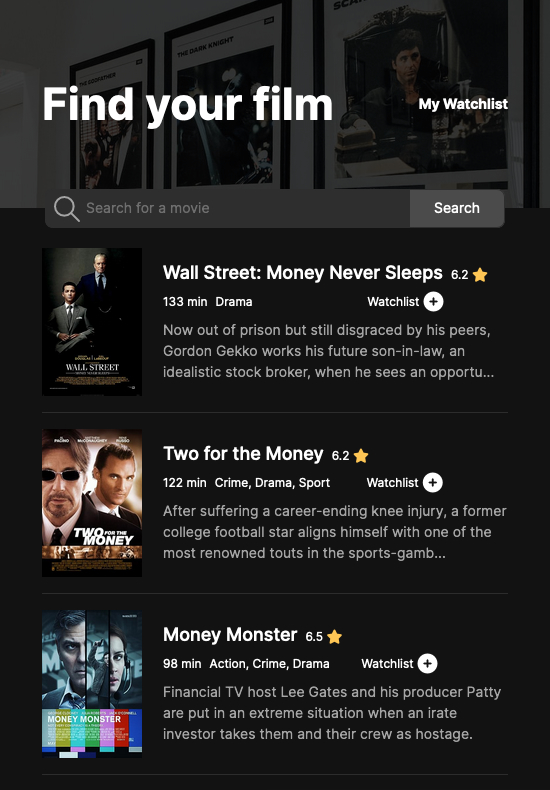 THE GODFATHER
THE DARK KNIGHT
Find your film
My Watchlist
Search for a movie
Search
Wall Street: Money Never Sleeps 6.2
133 min Drama Watchlist
Now out of prison but still disgraced by his peers,
Gordon Gekko works his future son-in-law, an
idealistic stock broker, when he sees an opportu...
WALL STREET
MONEY NEVER SLEEPS
Two for the Money 6.2
122 min Crime, Drama, Sport Watchlist
After suffering a career-ending knee injury, a former
college football star aligns himself with one of the
most renowned touts in the sports-gamb...
PACINO
McCONAUGHEY
RUSSO
TWO FOR THE
MONEY
Money Monster 6.5
98 min Action, Crime, Drama Watchlist
Financial TV host Lee Gates and his producer Patty
are put in an extreme situation when an irate
investor takes them and their crew as hostage.
MONEY MONSTER